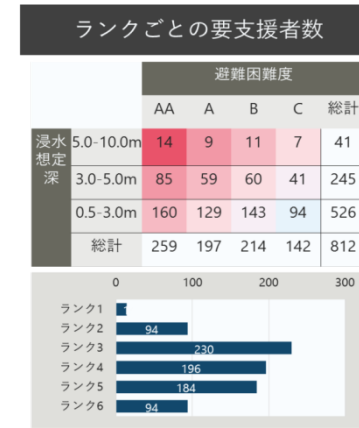 ランクごとの要支援者数
避難困難度
AA A B C 総計
浸水想定深
5.0-10.0m 14 9 11 7 41
3.0-5.0m 85 59 60 41 245
0.5-3.0m 160 129 143 94 526
総計 259 197 214 142 812
0 100 200 300
ランク1
ランク2 94
ランク3 230
ランク4 196
ランク5 184
ランク6 94